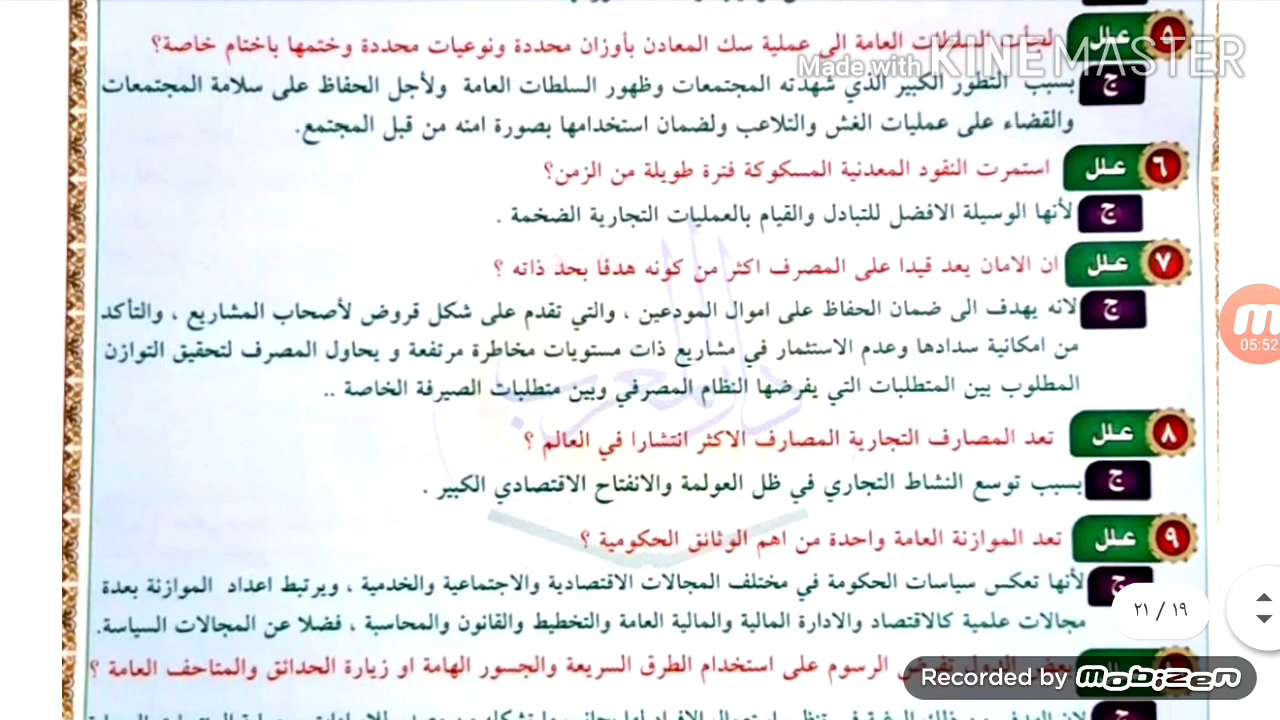 ٥ علل لجأت السلطات العامة الى عملية سك المعادن بأوزان محددة ونوعيات محددة وختمها باختام خاصة؟
Made with KINEMASTER
ج بسبب التطور الكبير الذي شهدته المجتمعات وظهور السلطات العامة ولأجل الحفاظ على سلامة المجتمعات
والقضاء على عمليات الغش والتلاعب ولضمان استخدامها بصورة امنه من قبل المجتمع.
٦ علل استمرت النقود المعدنية المسكوكة فترة طويلة من الزمن؟
ج لأنها الوسيلة الافضل للتبادل والقيام بالعمليات التجارية الضخمة .
٧ علل ان الامان يعد قيدا على المصرف اكثر من كونه هدفا بحد ذاته ؟
ج لانه يهدف الى ضمان الحفاظ على اموال المودعين ، والتي تقدم على شكل قروض لأصحاب المشاريع ، والتأكد
05:52
من امكانية سدادها وعدم الاستثمار في مشاريع ذات مستويات مخاطرة مرتفعة و يحاول المصرف لتحقيق التوازن
المطلوب بين المتطلبات التي يفرضها النظام المصرفي وبين متطلبات الصيرفة الخاصة ..
٨ علل تعد المصارف التجارية المصارف الاكثر انتشارا في العالم ؟
ج بسبب توسع النشاط التجاري في ظل العولمة والانفتاح الاقتصادي الكبير .
٩ علل تعد الموازنة العامة واحدة من اهم الوثائق الحكومية ؟
ج لأنها تعكس سياسات الحكومة في مختلف المجالات الاقتصادية والاجتماعية والخدمية ، ويرتبط اعداد الموازنة بعدة
٢١ / ١٩
مجالات علمية كالاقتصاد والادارة المالية والمالية العامة والتخطيط والقانون والمحاسبة ، فضلا عن المجالات السياسة.
بعض الدول تفرض الرسوم على استخدام الطرق السريعة والجسور الهامة او زيارة الحدائق والمتاحف العامة ؟
Recorded by mobizen